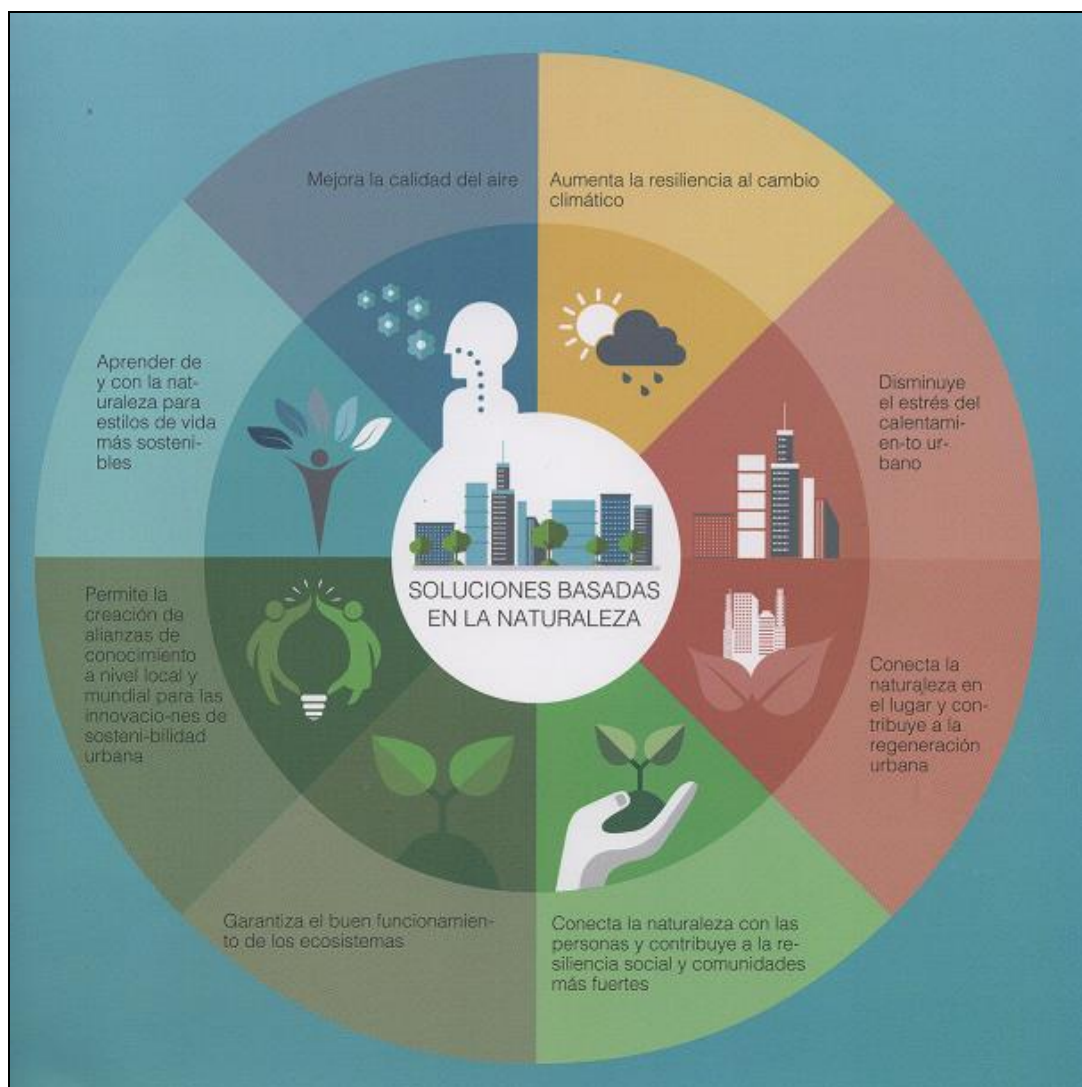 Mejora la calidad del aire
Aumenta la resiliencia al cambio
climático
Disminuye
el estrés del
calentami-
en-to ur-
bano
Conecta la
naturaleza en
el lugar y con-
tribuye a la
regeneración
urbana
Conecta la naturaleza con las
personas y contribuye a la re-
siliencia social y comunidades
más fuertes
Garantiza el buen funcionamien-
to de los ecosistemas
Permite la
creación de
alianzas de
conocimiento
a nivel local y
mundial para las
innovacio-nes de
sosteni-bilidad
urbana
Aprender de
y con la nat-
uraleza para
estilos de vida
más sosteni-
bles
SOLUCIONES BASADAS
EN LA NATURALEZA